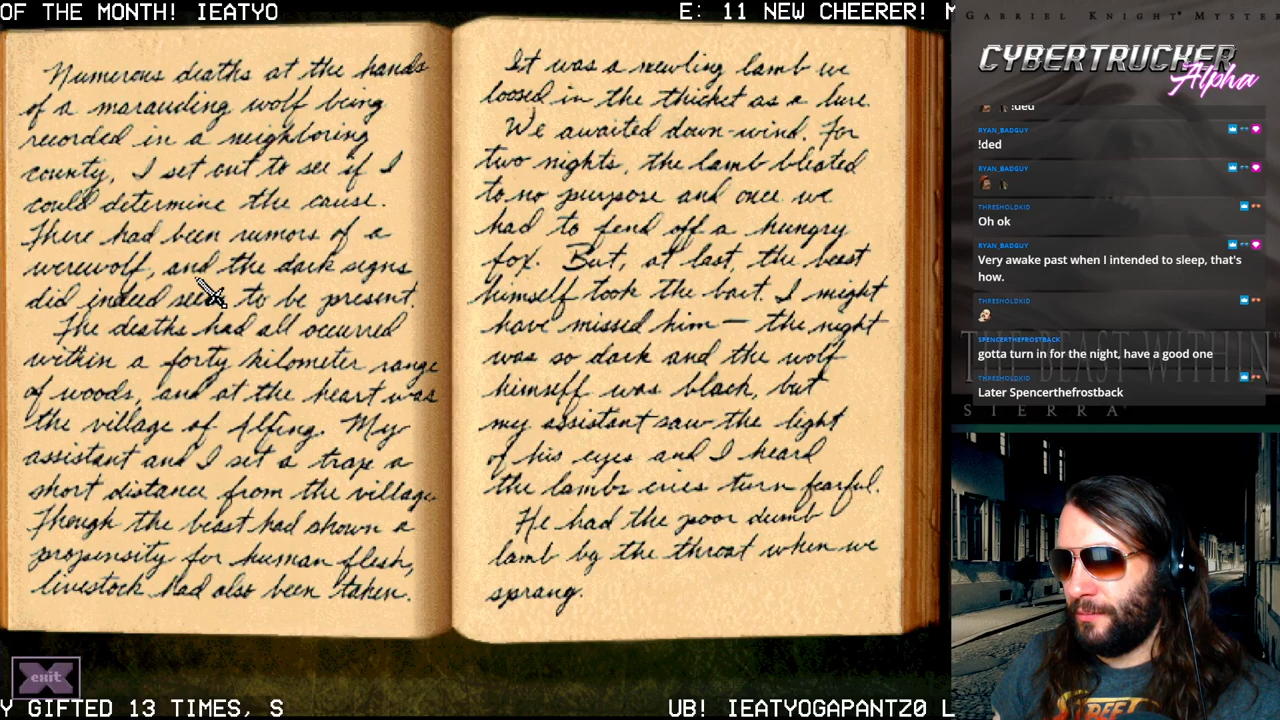 OF THE MONTH! IEATYO
E: 11 NEW CHEERER! M
Numerous deaths at the hands
of a marauding wolf being
recorded in a neighboring
county, I set out to see if I
could determine the cause.
There had been rumors of a
werewolf, and the dark signs
did indeed seem to be present.
The deaths had all occurred
within a forty kilometer range
of woods, and at the heart was
the village of Alfing. My
assistant and I set a trap a
short distance from the village.
Though the beast had shown a
propensity for human flesh,
livestock had also been taken.
It was a mewling lamb we
loosed in the thicket as a lure.
We awaited down-wind. For
two nights, the lamb bleated
to no purpose and once we
had to fend off a hungry
fox. But, at last, the beast
himself took the bait. I might
have missed him — the night
was so dark and the wolf
himself was black, but
my assistant saw the light
of his eyes and I heard
the lambs cries turn fearful.
He had the poor dumb
lamb by the throat when we
sprang.
exit
Y GIFTED 13 TIMES, S
UB! IEATYOGAPANTZ0 L
GABRIEL KNIGHT MYSTER
CYBERTRUCKER
Alpha
!ded
RYAN_BADGUY
!ded
RYAN_BADGUY
THRESHOLDKID
Oh ok
RYAN_BADGUY
Very awake past when I intended to sleep, that's
how.
THRESHOLDKID
SPENCERTHEFROSTBACK
gotta turn in for the night, have a good one
THRESHOLDKID
Later Spencerthefrostback
THE BEAST WITHIN
SIERRA
STREET